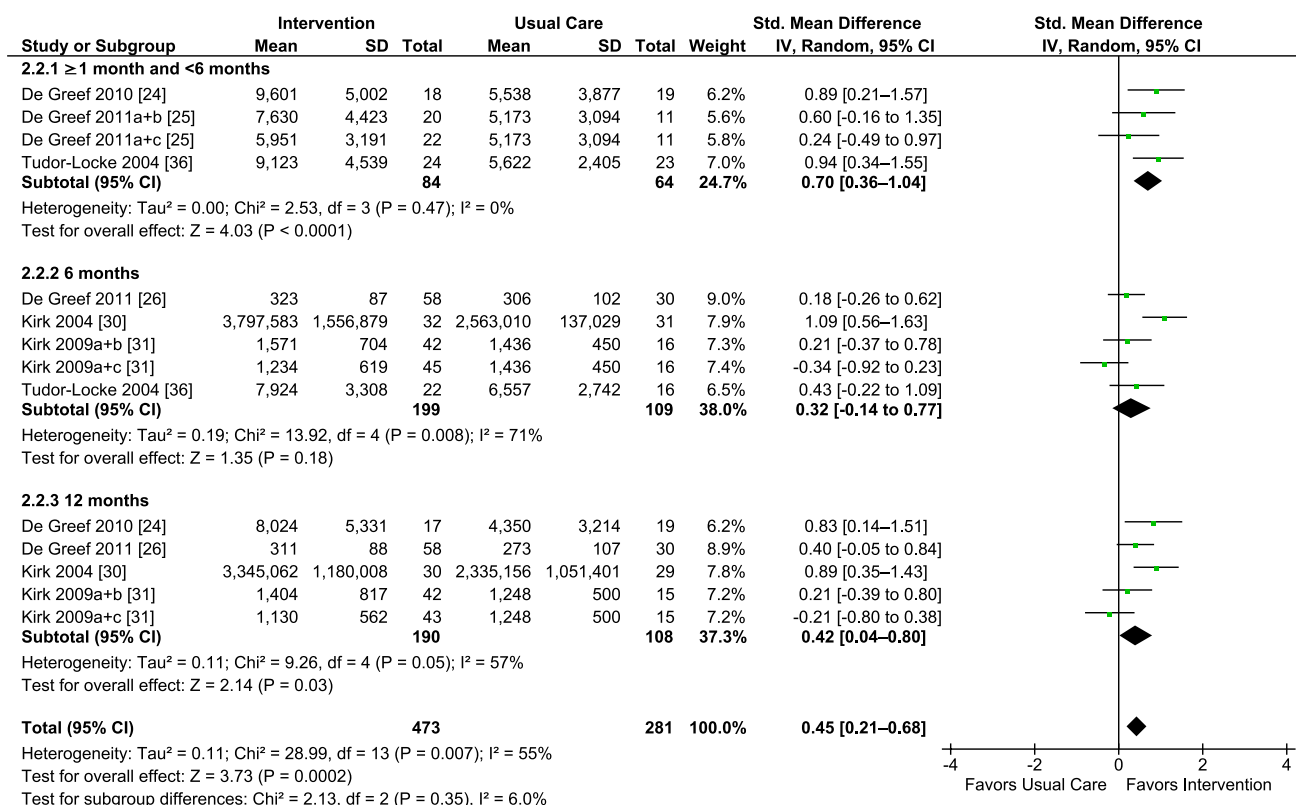 Intervention Usual Care Std. Mean Difference Std. Mean Difference
Study or Subgroup Mean SD Total Mean SD Total Weight IV, Random, 95% CI IV, Random, 95% CI
2.2.1 ≥1 month and <6 months
De Greef 2010 [24] 9,601 5,002 18 5,538 3,877 19 6.2% 0.89 [0.21–1.57]
De Greef 2011a+b [25] 7,630 4,423 20 5,173 3,094 11 5.6% 0.60 [-0.16 to 1.35]
De Greef 2011a+c [25] 5,951 3,191 22 5,173 3,094 11 5.8% 0.24 [-0.49 to 0.97]
Tudor-Locke 2004 [36] 9,123 4,539 24 5,622 2,405 23 7.0% 0.94 [0.34–1.55]
Subtotal (95% CI) 84 64 24.7% 0.70 [0.36–1.04]
Heterogeneity: Tau² = 0.00; Chi² = 2.53, df = 3 (P = 0.47); I² = 0%
Test for overall effect: Z = 4.03 (P < 0.0001)
2.2.2 6 months
De Greef 2011 [26] 323 87 58 306 102 30 9.0% 0.18 [-0.26 to 0.62]
Kirk 2004 [30] 3,797,583 1,556,879 32 2,563,010 137,029 31 7.9% 1.09 [0.56–1.63]
Kirk 2009a+b [31] 1,571 704 42 1,436 450 16 7.3% 0.21 [-0.37 to 0.78]
Kirk 2009a+c [31] 1,234 619 45 1,436 450 16 7.4% -0.34 [-0.92 to 0.23]
Tudor-Locke 2004 [36] 7,924 3,308 22 6,557 2,742 16 6.5% 0.43 [-0.22 to 1.09]
Subtotal (95% CI) 199 109 38.0% 0.32 [-0.14 to 0.77]
Heterogeneity: Tau² = 0.19; Chi² = 13.92, df = 4 (P = 0.008); I² = 71%
Test for overall effect: Z = 1.35 (P = 0.18)
2.2.3 12 months
De Greef 2010 [24] 8,024 5,331 17 4,350 3,214 19 6.2% 0.83 [0.14–1.51]
De Greef 2011 [26] 311 88 58 273 107 30 8.9% 0.40 [-0.05 to 0.84]
Kirk 2004 [30] 3,345,062 1,180,008 30 2,335,156 1,051,401 29 7.8% 0.89 [0.35–1.43]
Kirk 2009a+b [31] 1,404 817 42 1,248 500 15 7.2% 0.21 [-0.39 to 0.80]
Kirk 2009a+c [31] 1,130 562 43 1,248 500 15 7.2% -0.21 [-0.80 to 0.38]
Subtotal (95% CI) 190 108 37.3% 0.42 [0.04–0.80]
Heterogeneity: Tau² = 0.11; Chi² = 9.26, df = 4 (P = 0.05); I² = 57%
Test for overall effect: Z = 2.14 (P = 0.03)
Total (95% CI) 473 281 100.0% 0.45 [0.21–0.68]
Heterogeneity: Tau² = 0.11; Chi² = 28.99, df = 13 (P = 0.007); I² = 55%
-4 -2 0 2 4
Test for overall effect: Z = 3.73 (P = 0.0002)
Favors Usual Care Favors Intervention
Test for subgroup differences: Chi² = 2.13, df = 2 (P = 0.35), I² = 6.0%